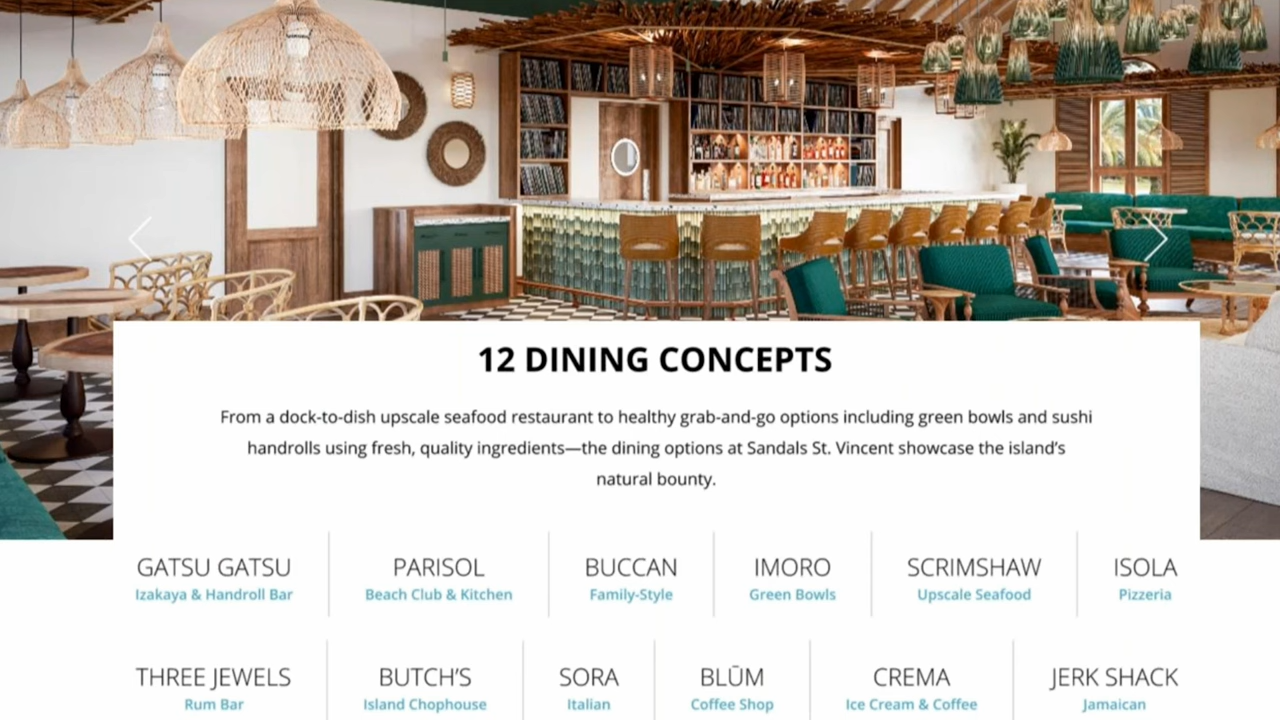 12 DINING CONCEPTS
From a dock-to-dish upscale seafood restaurant to healthy grab-and-go options including green bowls and sushi
handrolls using fresh, quality ingredients—the dining options at Sandals St. Vincent showcase the island’s
natural bounty.
GATSU GATSU PARISOL BUCCAN IMORO SCRIMSHAW ISOLA
Izakaya & Handroll Bar Beach Club & Kitchen Family-Style Green Bowls Upscale Seafood Pizzeria
THREE JEWELS BUTCH’S SORA BLŪM CREMA JERK SHACK
Rum Bar Island Chophouse Italian Coffee Shop Ice Cream & Coffee Jamaican